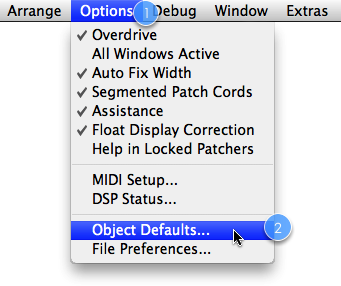 Arrange Options 1 Debug Window Extras
Overdrive
All Windows Active
Auto Fix Width
Segmented Patch Cords
Assistance
Float Display Correction
Help in Locked Patchers
MIDI Setup...
DSP Status...
Object Defaults... 2
File Preferences...